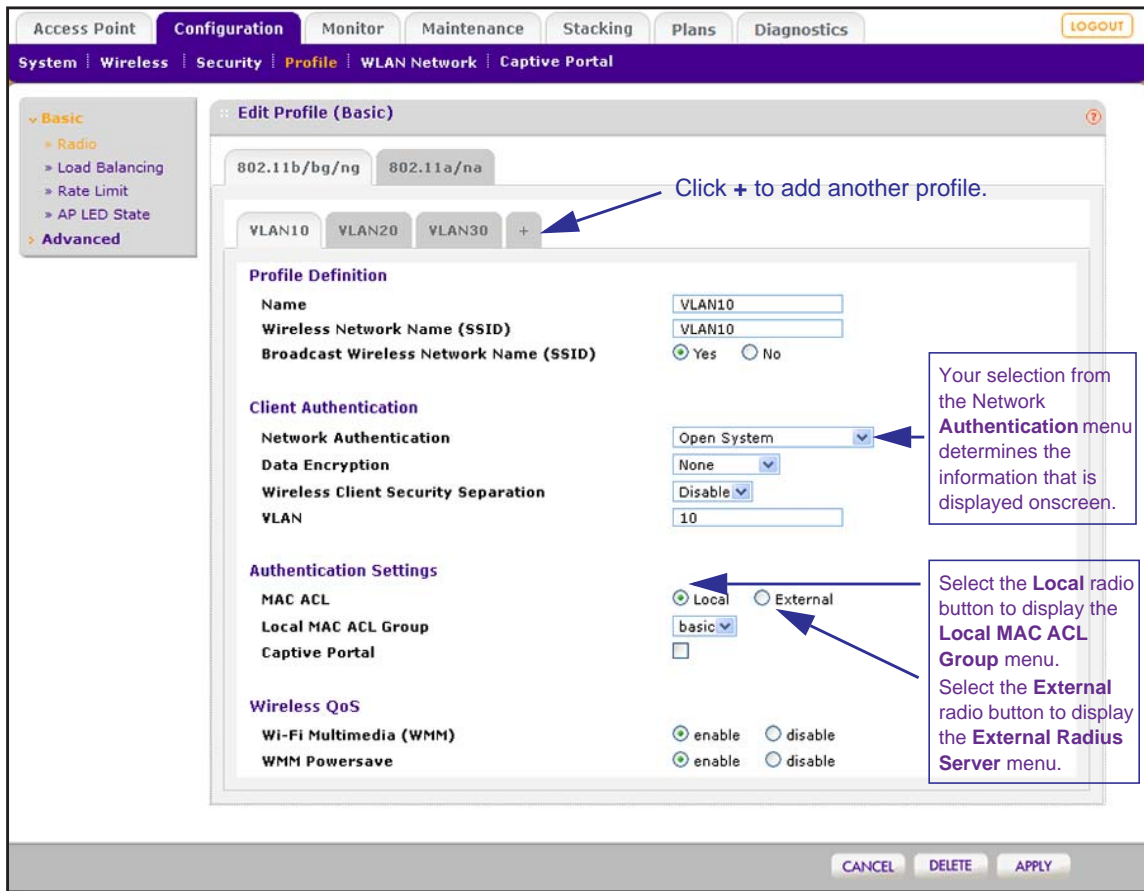 Access Point Configuration Monitor Maintenance Stacking Plans Diagnostics LOGOUT
System Wireless Security Profile WLAN Network Captive Portal
Basic
» Radio
» Load Balancing
» Rate Limit
» AP LED State
Advanced
Edit Profile (Basic) ?
802.11b/bg/ng 802.11a/na
Click + to add another profile.
VLAN10 VLAN20 VLAN30 +
Profile Definition
Name VLAN10
Wireless Network Name (SSID) VLAN10
Broadcast Wireless Network Name (SSID) Yes No
Client Authentication
Network Authentication Open System
Data Encryption None
Wireless Client Security Separation Disable
VLAN 10
Your selection from
the Network
Authentication menu
determines the
information that is
displayed onscreen.
Authentication Settings
MAC ACL Local External
Local MAC ACL Group basic
Captive Portal
Select the Local radio
button to display the
Local MAC ACL
Group menu.
Select the External
radio button to display
the External Radius
Server menu.
Wireless QoS
Wi-Fi Multimedia (WMM) enable disable
WMM Powersave enable disable
CANCEL DELETE APPLY